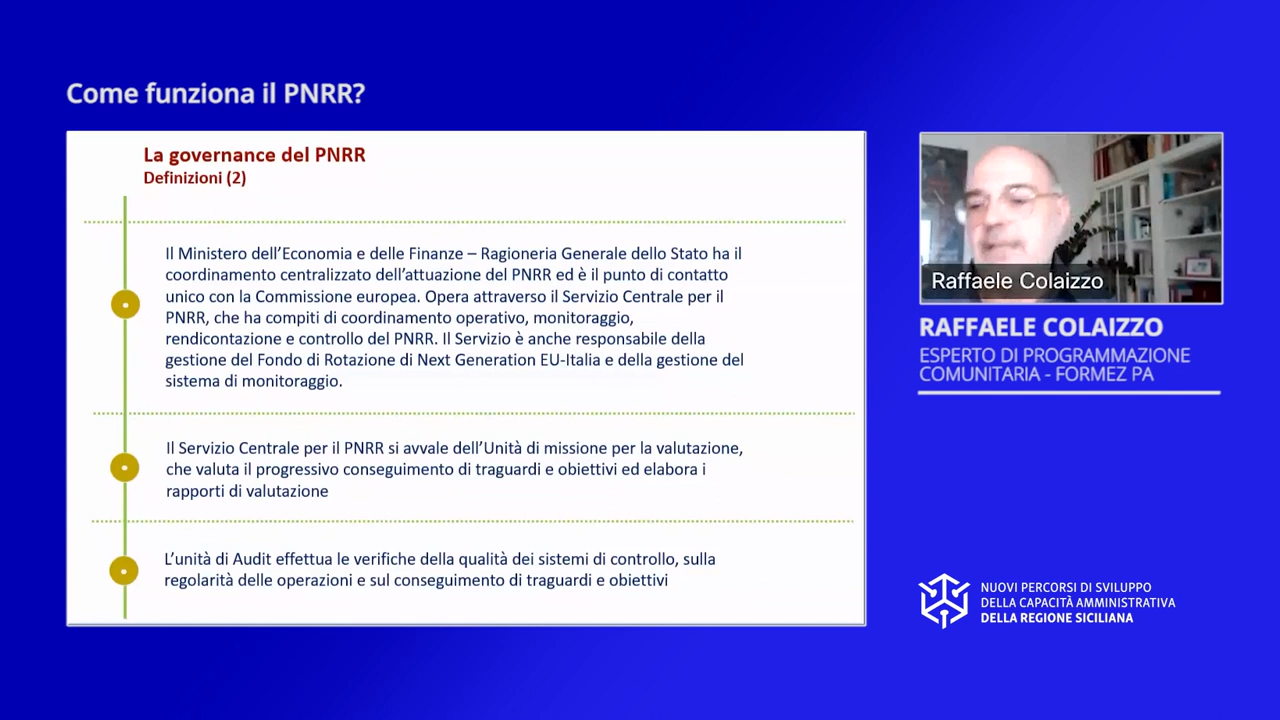 Come funziona il PNRR?
La governance del PNRR
Definizioni (2)
Il Ministero dell'Economia e delle Finanze – Ragioneria Generale dello Stato ha il
coordinamento centralizzato dell'attuazione del PNRR ed è il punto di contatto
unico con la Commissione europea. Opera attraverso il Servizio Centrale per il
PNRR, che ha compiti di coordinamento operativo, monitoraggio,
rendicontazione e controllo del PNRR. Il Servizio è anche responsabile della
gestione del Fondo di Rotazione di Next Generation EU-Italia e della gestione del
sistema di monitoraggio.
Il Servizio Centrale per il PNRR si avvale dell'Unità di missione per la valutazione,
che valuta il progressivo conseguimento di traguardi e obiettivi ed elabora i
rapporti di valutazione
L'unità di Audit effettua le verifiche della qualità dei sistemi di controllo, sulla
regolarità delle operazioni e sul conseguimento di traguardi e obiettivi
Raffaele Colaizzo
RAFFAELE COLAIZZO
ESPERTO DI PROGRAMMAZIONE
COMUNITARIA - FORMEZ PA
NUOVI PERCORSI DI SVILUPPO
DELLA CAPACITÀ AMMINISTRATIVA
DELLA REGIONE SICILIANA